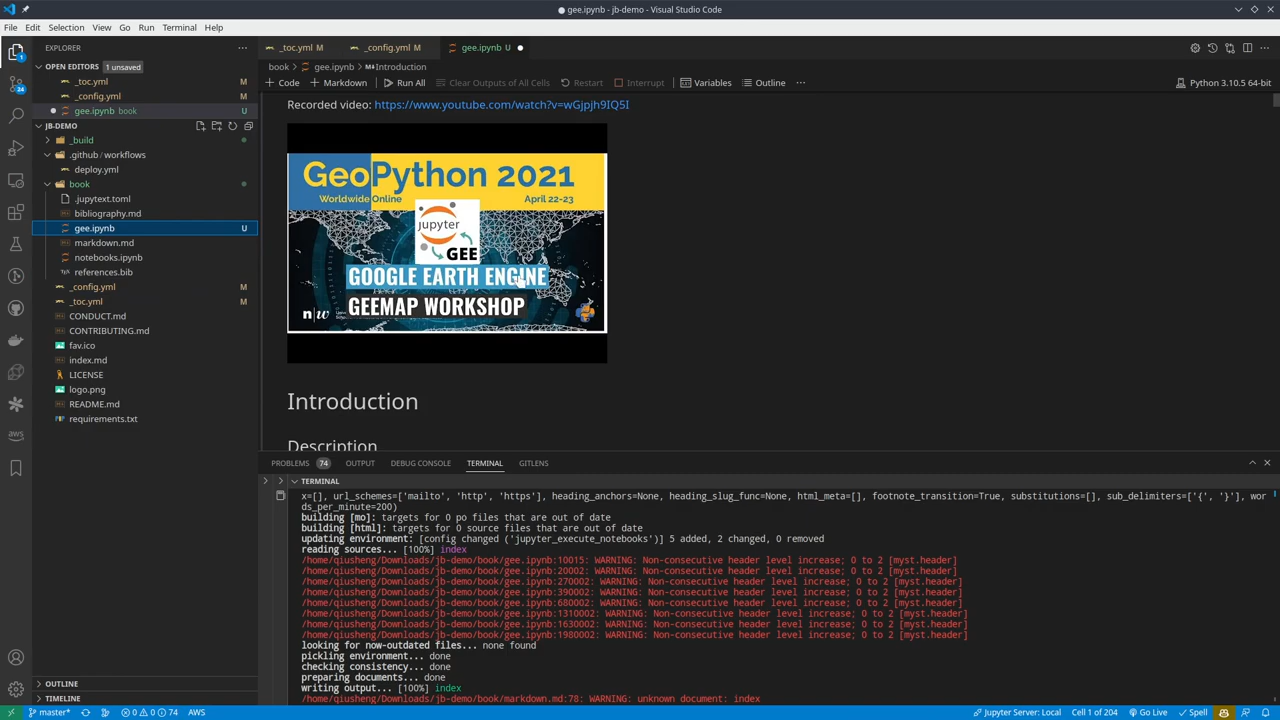 gee.ipynb - jb-demo - Visual Studio Code
File Edit Selection View Go Run Terminal Help
EXPLORER
_toc.yml M
_config.yml M
gee.ipynb U
OPEN EDITORS 1 unsaved
book > gee.ipynb > Introduction
_toc.yml M
+ Code + Markdown Run All Clear Outputs of All Cells Restart Interrupt Variables Outline Python 3.10.5 64-bit
_config.yml M
gee.ipynb book U
JB-DEMO
_build
.github/workflows
deploy.yml
book
.jupytext.toml
bibliography.md
gee.ipynb U
markdown.md
notebooks.ipynb
references.bib
_config.yml M
_toc.yml M
CONDUCT.md
CONTRIBUTING.md
fav.ico
index.md
LICENSE
logo.png
README.md
requirements.txt
OUTLINE
TIMELINE
Recorded video: https://www.youtube.com/watch?v=wGjpjh9IQ5I
GeoPython 2021
Worldwide Online April 22-23
jupyter
GEE
GOOGLE EARTH ENGINE
GEEMAP WORKSHOP
n|w
Introduction
Description
PROBLEMS 74 OUTPUT DEBUG CONSOLE TERMINAL GITLENS
TERMINAL
x=[], url_schemes=['mailto', 'http', 'https'], heading_anchors=None, heading_slug_func=None, html_meta=[], footnote_transition=True, substitutions=[], sub_delimiters=['{', '}'], wor
ds_per_minute=200)
building [mo]: targets for 0 po files that are out of date
building [html]: targets for 0 source files that are out of date
updating environment: [config changed ('jupyter_execute_notebooks')] 5 added, 2 changed, 0 removed
reading sources... [100%] index
/home/qiusheng/Downloads/jb-demo/book/gee.ipynb:10015: WARNING: Non-consecutive header level increase; 0 to 2 [myst.header]
/home/qiusheng/Downloads/jb-demo/book/gee.ipynb:20002: WARNING: Non-consecutive header level increase; 0 to 2 [myst.header]
/home/qiusheng/Downloads/jb-demo/book/gee.ipynb:270002: WARNING: Non-consecutive header level increase; 0 to 2 [myst.header]
/home/qiusheng/Downloads/jb-demo/book/gee.ipynb:390002: WARNING: Non-consecutive header level increase; 0 to 2 [myst.header]
/home/qiusheng/Downloads/jb-demo/book/gee.ipynb:680002: WARNING: Non-consecutive header level increase; 0 to 2 [myst.header]
/home/qiusheng/Downloads/jb-demo/book/gee.ipynb:1310002: WARNING: Non-consecutive header level increase; 0 to 2 [myst.header]
/home/qiusheng/Downloads/jb-demo/book/gee.ipynb:1630002: WARNING: Non-consecutive header level increase; 0 to 2 [myst.header]
/home/qiusheng/Downloads/jb-demo/book/gee.ipynb:1980002: WARNING: Non-consecutive header level increase; 0 to 2 [myst.header]
looking for now-outdated files... none found
pickling environment... done
checking consistency... done
preparing documents... done
writing output... [100%] index
/home/qiusheng/Downloads/jb-demo/book/markdown.md:78: WARNING: unknown document: index
24
aws
master* 0 0 74 AWS Jupyter Server: Local Cell 1 of 204 Go Live Spell